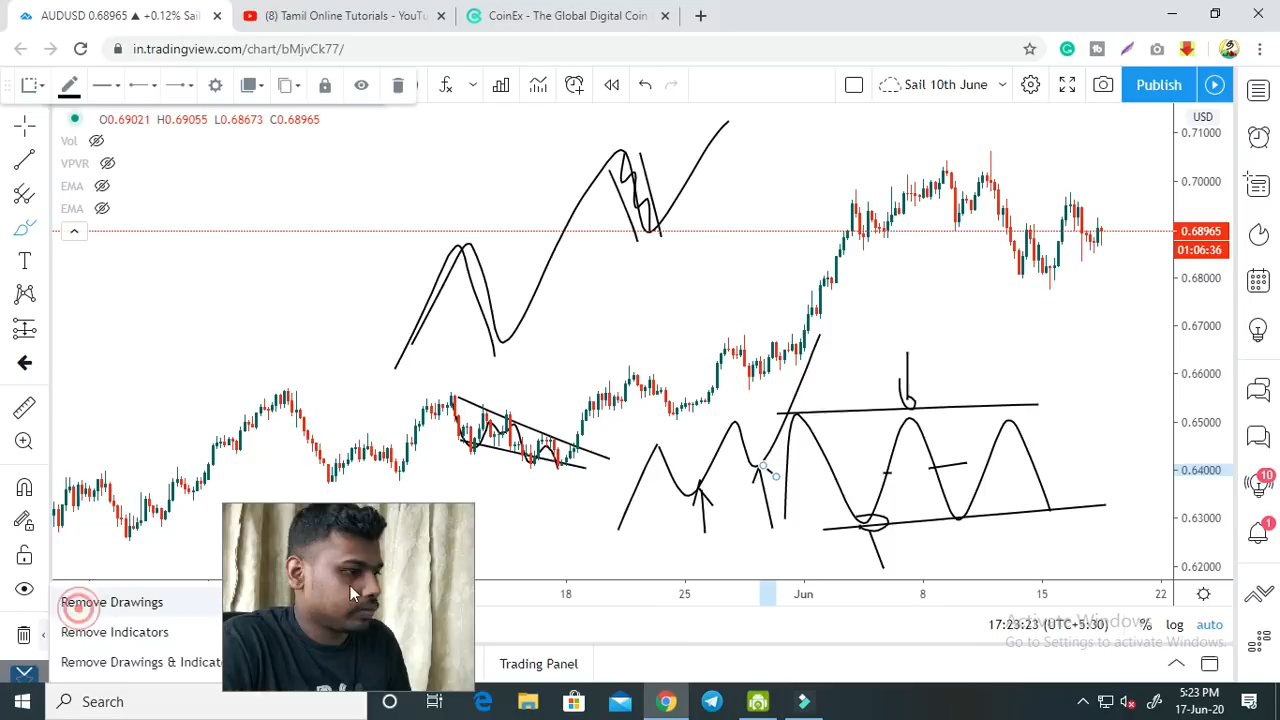 AUDUSD 0.68965 ▲ +0.12% Sail
(8) Tamil Online Tutorials - YouT
CoinEx - The Global Digital Coin
in.tradingview.com/chart/bMjvCk77/
Sail 10th June
Publish
O0.69021 H0.69055 L0.68673 C0.68965
USD
Vol
VPVR
EMA
EMA
0.71000
0.70000
0.68965
01:06:36
0.68000
0.67000
0.66000
0.65000
0.64000
0.63000
0.62000
b
10
1
18
25
Jun
8
15
22
Remove Drawings
Remove Indicators
Remove Drawings & Indicat
17:23:23 (UTC+5:30)
%
log
auto
Activate Windows
Go to Settings to activate Windows.
Trading Panel
Search
5:23 PM
17-Jun-20